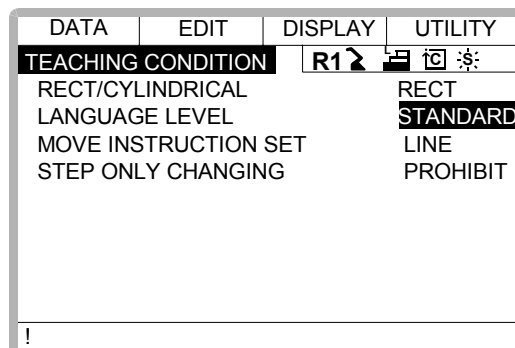 DATA EDIT DISPLAY UTILITY
TEACHING CONDITION R1 C S
RECT/CYLINDRICAL RECT
LANGUAGE LEVEL STANDARD
MOVE INSTRUCTION SET LINE
STEP ONLY CHANGING PROHIBIT
!